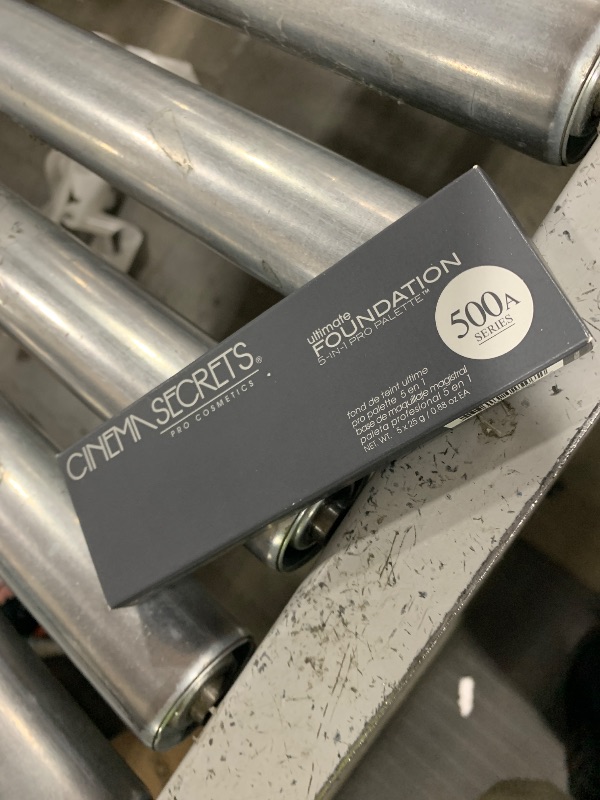 CINEMA SECRETS®
PRO COSMETICS
ultimate
FOUNDATION
5-IN-1 PRO PALETTE™
500A
SERIES
fond de teint ultime
pro palette 5 en 1
base de maquillaje magistral
paleta profesional 5 en 1
NET WT. 5 x 25 g / 0.88 oz EA.